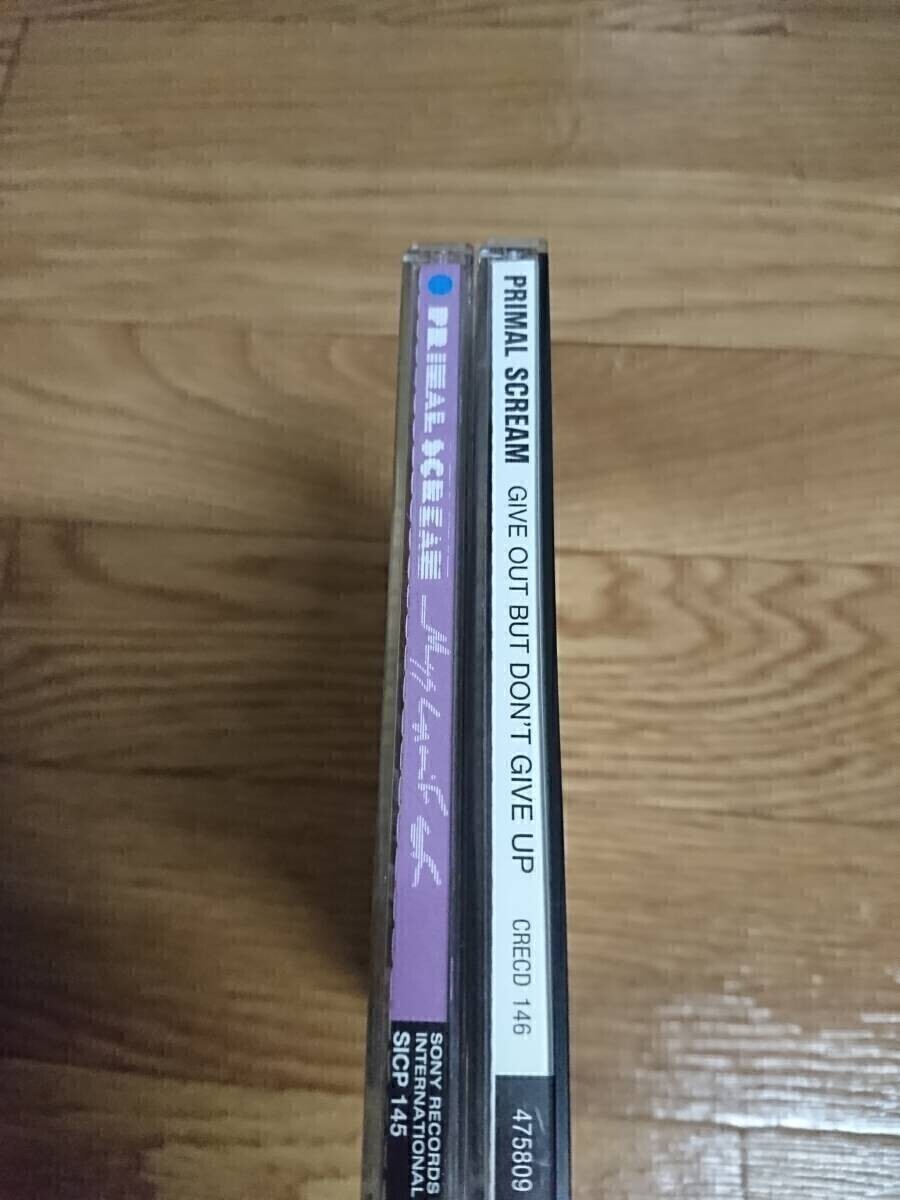 PRIMAL SCREAM
SONY RECORDS
INTERNATIONAL
SICP 145
PRIMAL SCREAM GIVE OUT BUT DON'T GIVE UP CRECD 146
475809